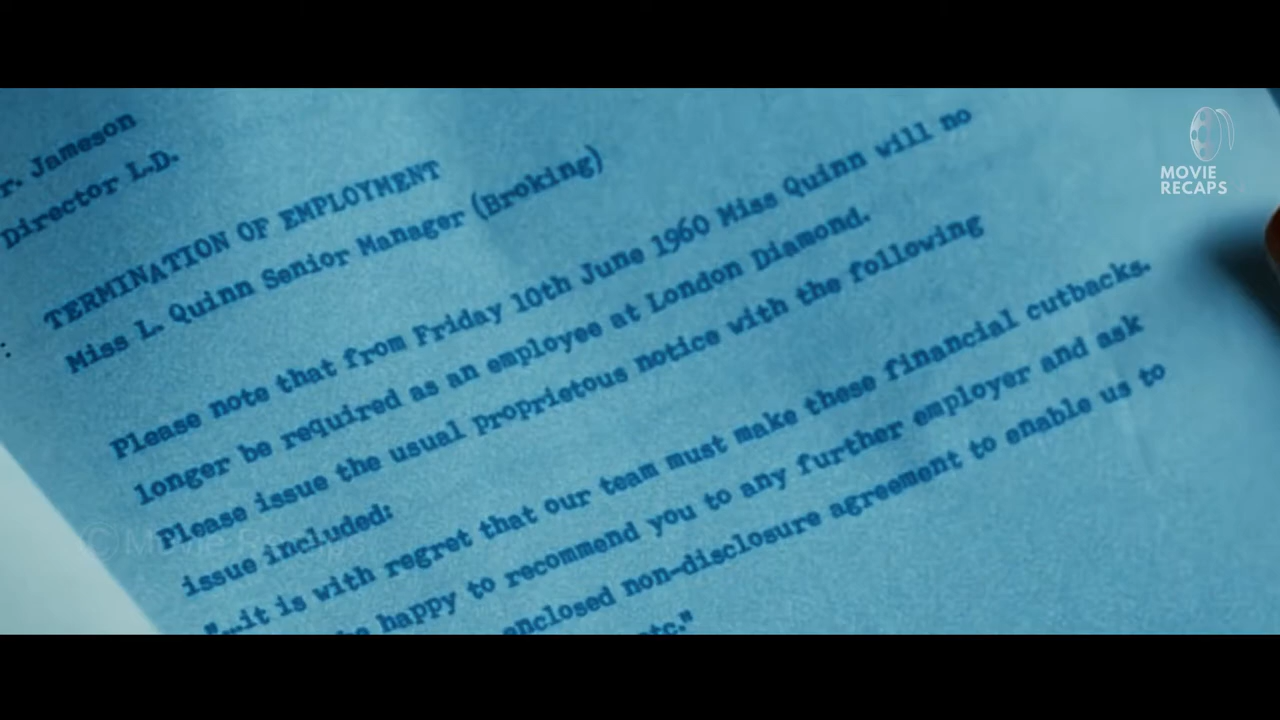 r. Jameson
Director L.D.
TERMINATION OF EMPLOYMENT
Miss L. Quinn Senior Manager (Broking)
Please note that from Friday 10th June 1960 Miss Quinn will no
longer be required as an employee at London Diamond.
Please issue the usual proprietous notice with the following
issue included:
"...it is with regret that our team must make these financial cutbacks.
happy to recommend you to any further employer and ask
enclosed non-disclosure agreement to enable us to
etc."
MOVIE
RECAPS
© Movie Recaps